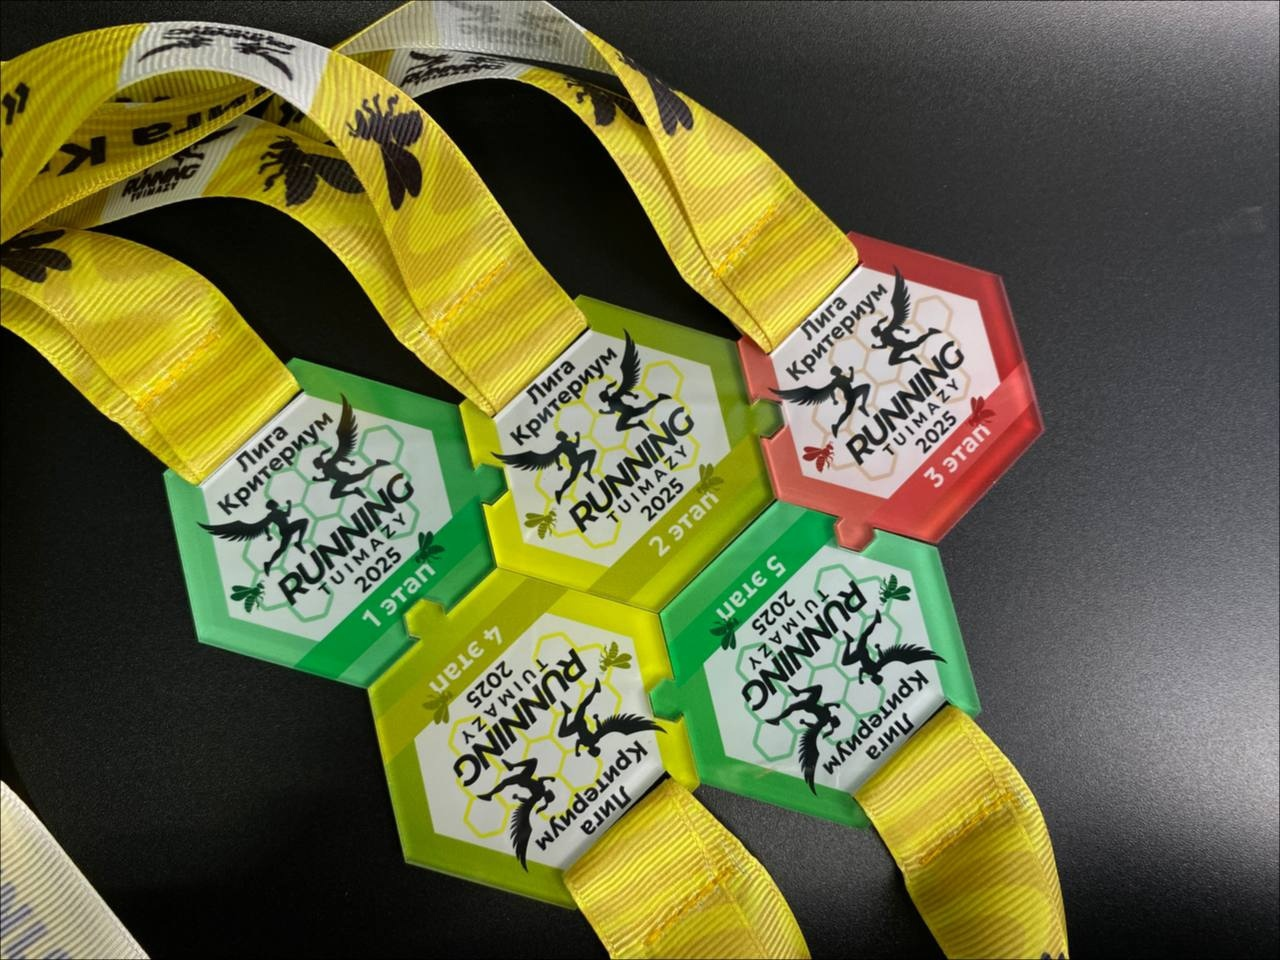 RUNNING
TUIMAZY
Лига К
RUNNING
TUIMAZY
Лига
Критериум
RUNNING
TUIMAZY
2025
1 этап
Лига
Критериум
RUNNING
TUIMAZY
2025
2 этап
Лига
Критериум
RUNNING
TUIMAZY
2025
3 этап
4 этап
2025
TUIMAZY
RUNNING
Критериум
Лига
5 этап
2025
TUIMAZY
RUNNING
Критериум
Лига